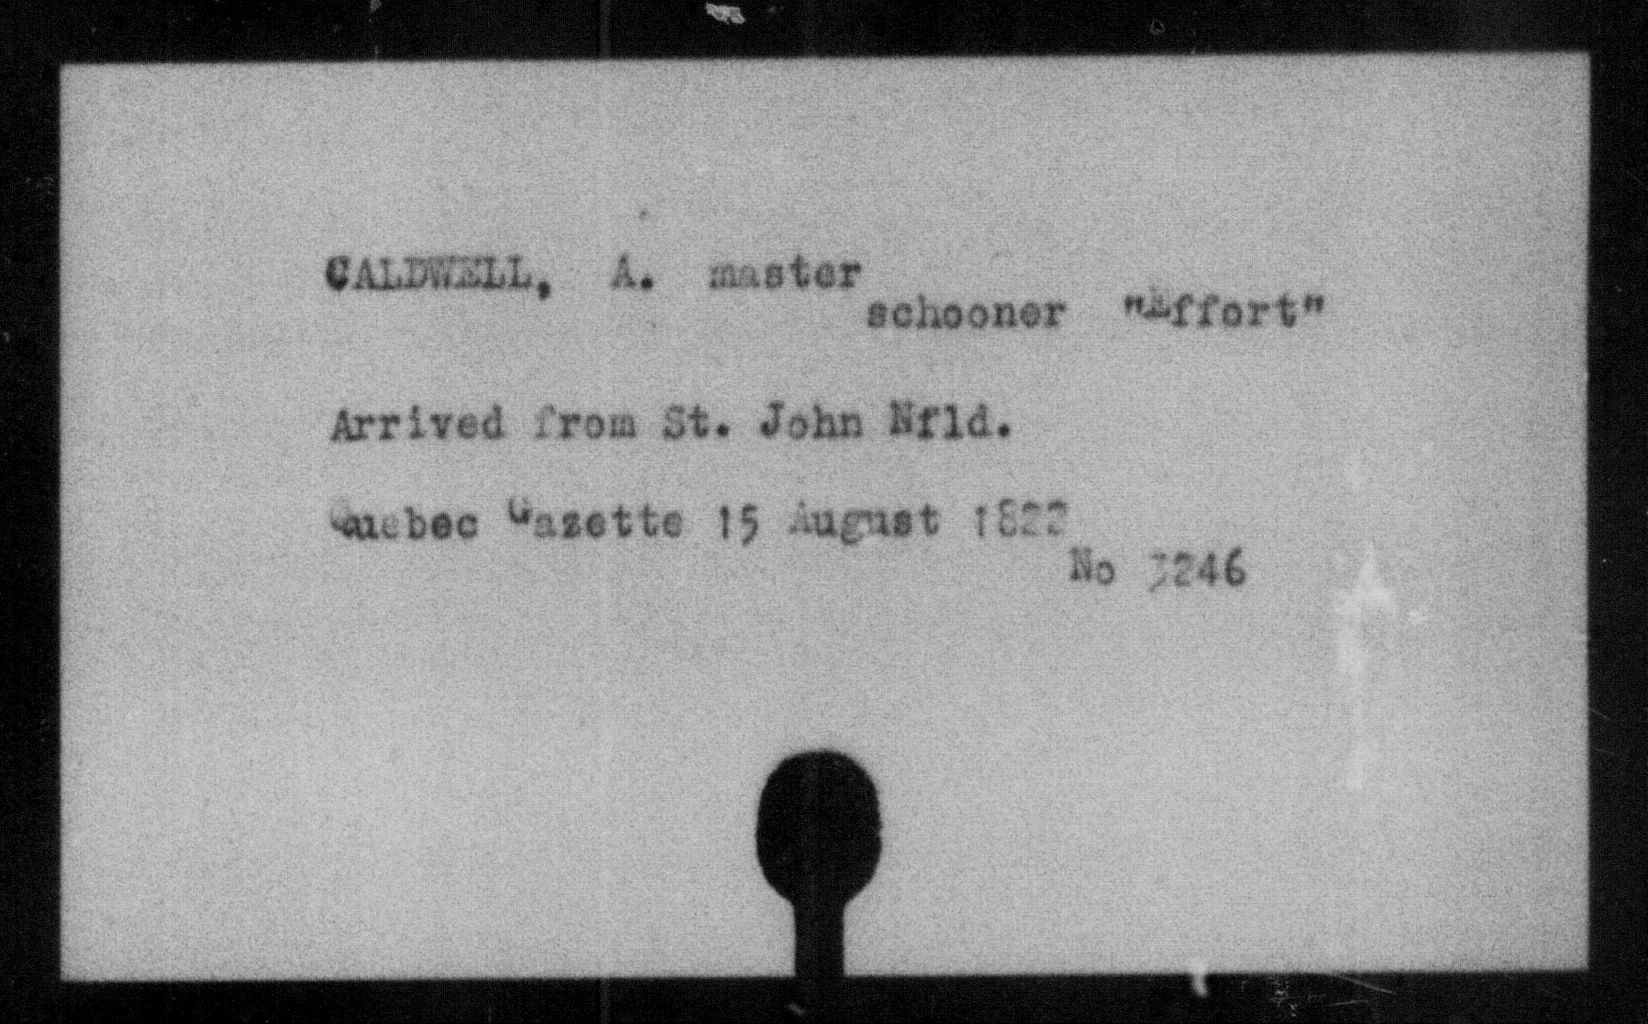 CALDWELL, A. master
schooner "Effort"
Arrived from St. John Nfld.
Quebec Gazette 15 August 1822
No 3246